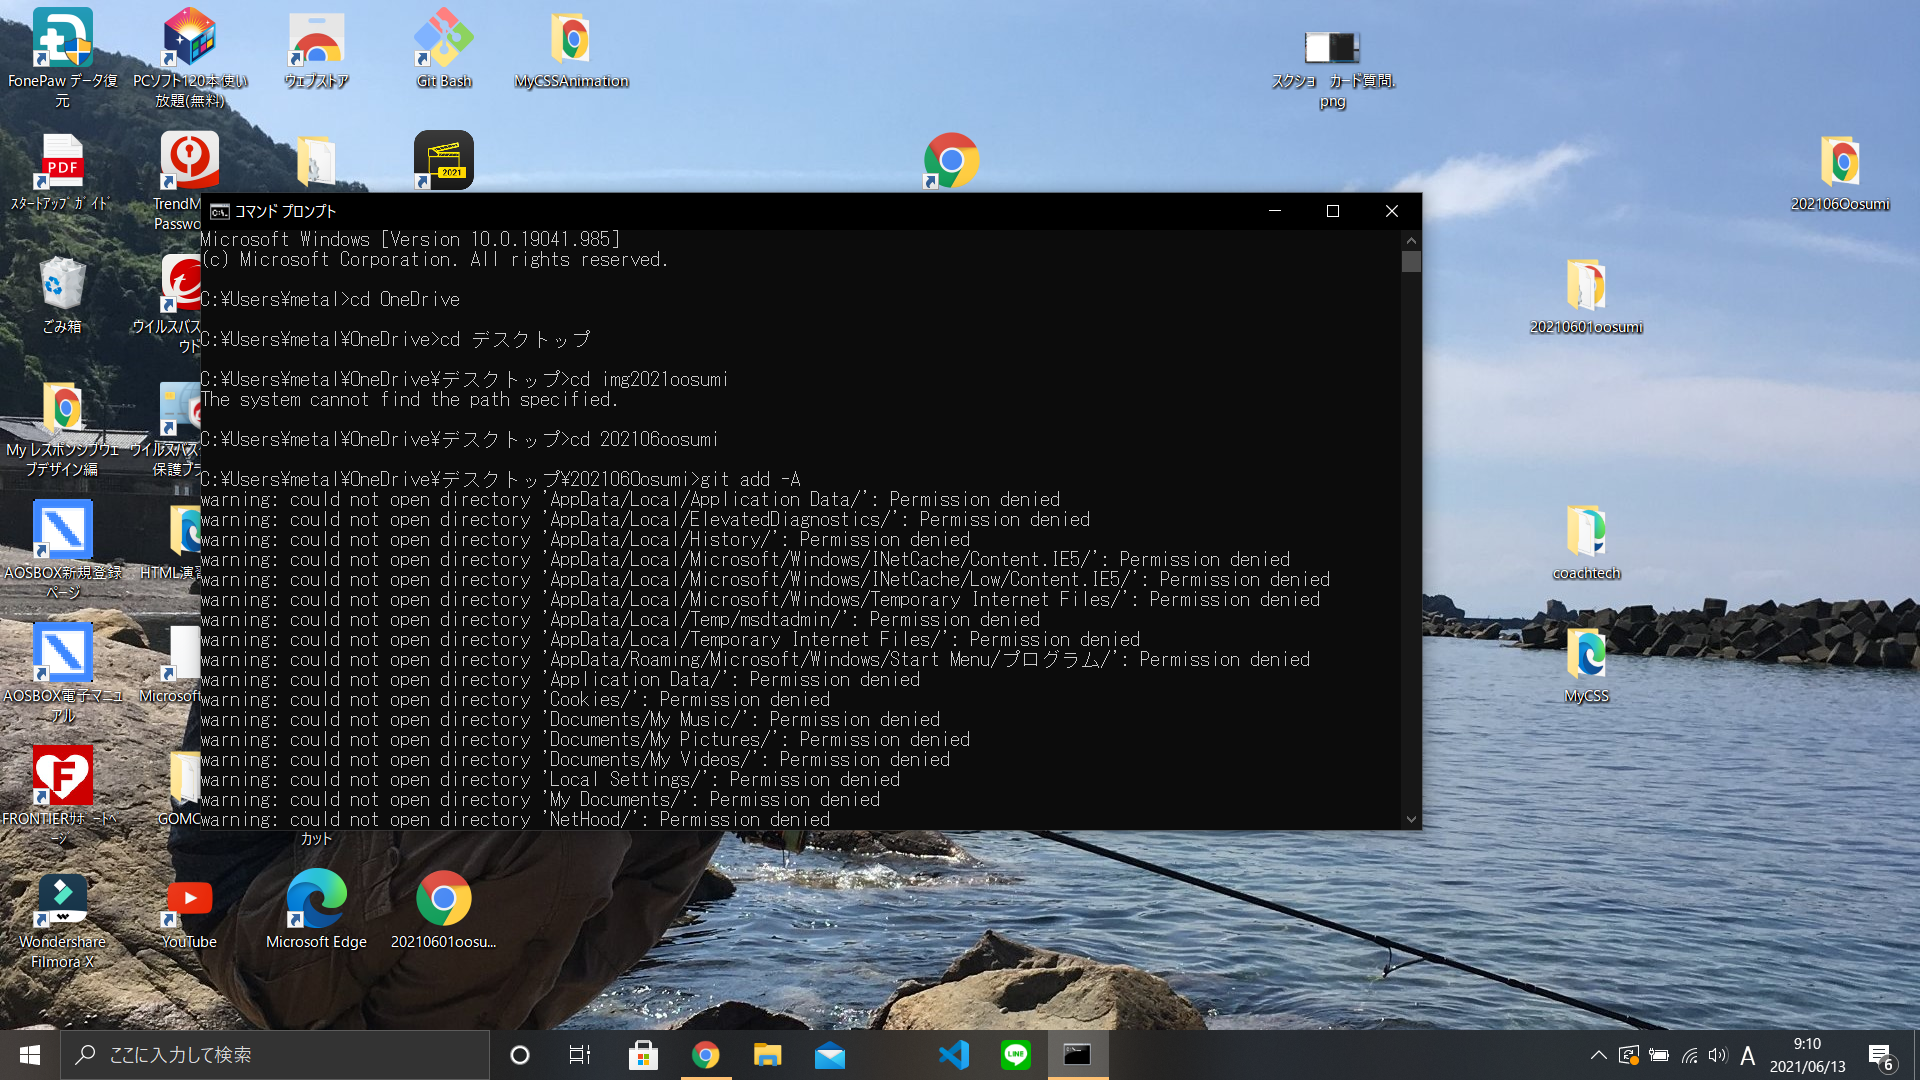 FonePaw データ復元
PCソフト120本使い放題(無料)
ウェブストア
Git Bash
MyCSSAnimation
スクショ　カード質問.png
PDF
スタートアップ ガイド
TrendM
Passwo
2021
202106Oosumi
コマンド プロンプト
Microsoft Windows [Version 10.0.19041.985]
(c) Microsoft Corporation. All rights reserved.
C:¥Users¥metal>cd OneDrive
C:¥Users¥metal¥OneDrive>cd デスクトップ
C:¥Users¥metal¥OneDrive¥デスクトップ>cd img2021oosumi
The system cannot find the path specified.
C:¥Users¥metal¥OneDrive¥デスクトップ>cd 202106oosumi
C:¥Users¥metal¥OneDrive¥デスクトップ¥202106Oosumi>git add -A
warning: could not open directory 'AppData/Local/Application Data/': Permission denied
warning: could not open directory 'AppData/Local/ElevatedDiagnostics/': Permission denied
warning: could not open directory 'AppData/Local/History/': Permission denied
warning: could not open directory 'AppData/Local/Microsoft/Windows/INetCache/Content.IE5/': Permission denied
warning: could not open directory 'AppData/Local/Microsoft/Windows/INetCache/Low/Content.IE5/': Permission denied
warning: could not open directory 'AppData/Local/Microsoft/Windows/Temporary Internet Files/': Permission denied
warning: could not open directory 'AppData/Local/Temp/msdtadmin/': Permission denied
warning: could not open directory 'AppData/Local/Temporary Internet Files/': Permission denied
warning: could not open directory 'AppData/Roaming/Microsoft/Windows/Start Menu/プログラム/': Permission denied
warning: could not open directory 'Application Data/': Permission denied
warning: could not open directory 'Cookies/': Permission denied
warning: could not open directory 'Documents/My Music/': Permission denied
warning: could not open directory 'Documents/My Pictures/': Permission denied
warning: could not open directory 'Documents/My Videos/': Permission denied
warning: could not open directory 'Local Settings/': Permission denied
warning: could not open directory 'My Documents/': Permission denied
warning: could not open directory 'NetHood/': Permission denied
ごみ箱
ウイルスバス
ウド
20210601oosumi
My レスポンシブウェブデザイン編
ウイルスバス
保護ブラ
AOSBOX新規登録ページ
HTML演習
coachtech
AOSBOX電子マニュアル
Microsoft
MyCSS
FRONTIERサポートページ
GOMC
カット
Wondershare Filmora X
YouTube
Microsoft Edge
20210601oosu...
ここに入力して検索
LINE
A
9:10
2021/06/13
6